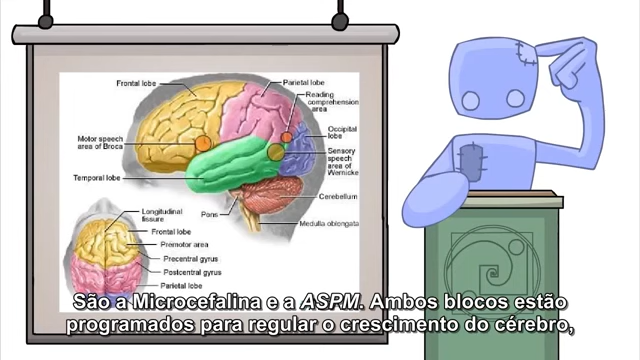 Frontal lobe
Parietal lobe
Reading
comprehension
area
Motor speech
area of Broca
Occipital
lobe
Sensory
speech
area of
Wernicke
Temporal lobe
Cerebellum
Pons
Medulla oblongata
Longitudinal
fissure
Frontal lobe
Premotor area
Precentral gyrus
Postcentral gyrus
Parietal lobe
São a Microcefalina e a ASPM. Ambos blocos estão
programados para regular o crescimento do cérebro,